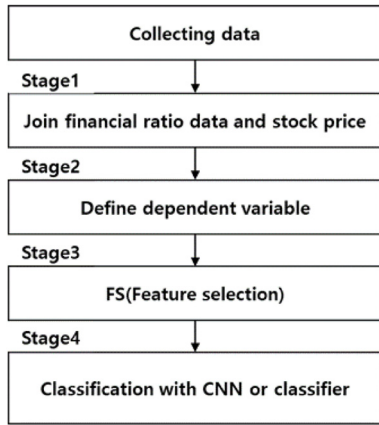 Collecting data
Stage1
Join financial ratio data and stock price
Stage2
Define dependent variable
Stage3
FS(Feature selection)
Stage4
Classification with CNN or classifier